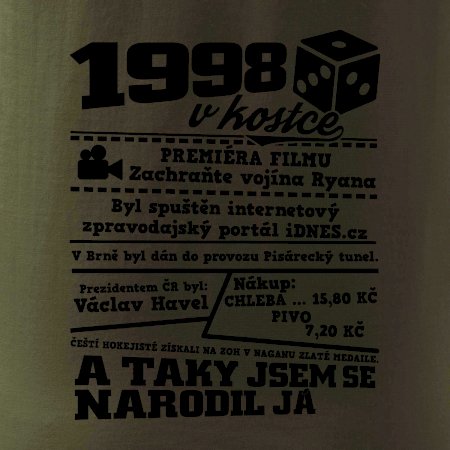 1998
v kostce
PREMIÉRA FILMU
Zachraňte vojína Ryana
Byl spuštěn internetový
zpravodajský portál iDNES.cz
V Brně byl dán do provozu Pisárecký tunel.
Prezidentem ČR byl:
Václav Havel
Nákup:
CHLEBA ... 15,80 KČ
PIVO
7,20 KČ
ČEŠTÍ HOKEJISTÉ ZÍSKALI NA ZOH V NAGANU ZLATÉ MEDAILE.
A TAKY JSEM SE
NARODIL JÁ